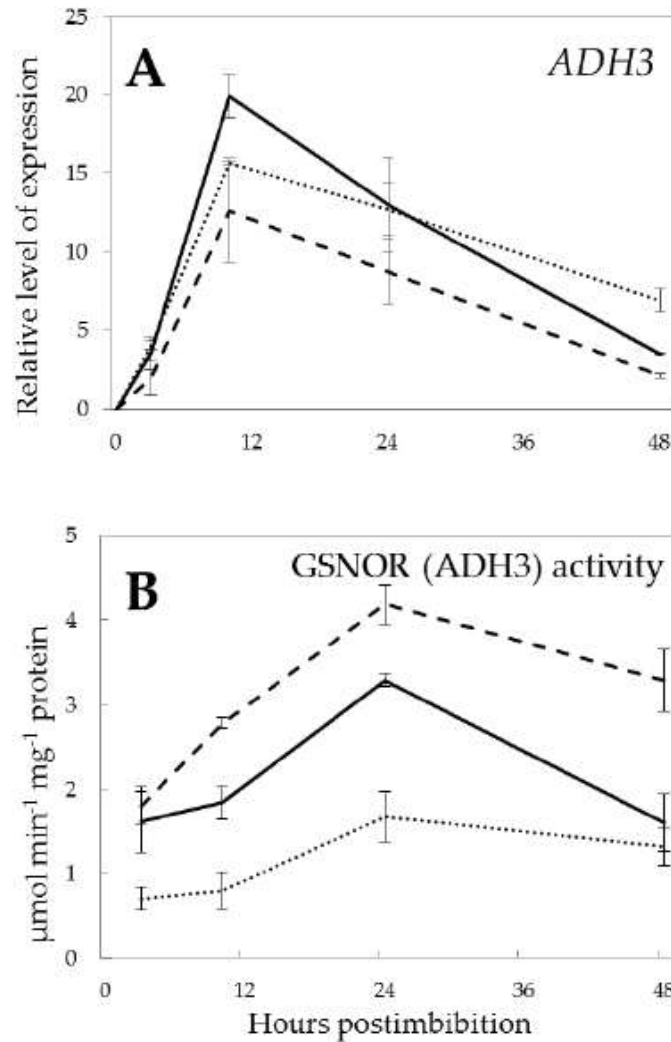 25
A
ADH3
20
15
10
5
0
Relative level of expression
0 12 24 36 48
5
GSNOR (ADH3) activity
B
4
3
2
1
0
μmol min-1 mg-1 protein
0 12 24 36 48
Hours postimbibition